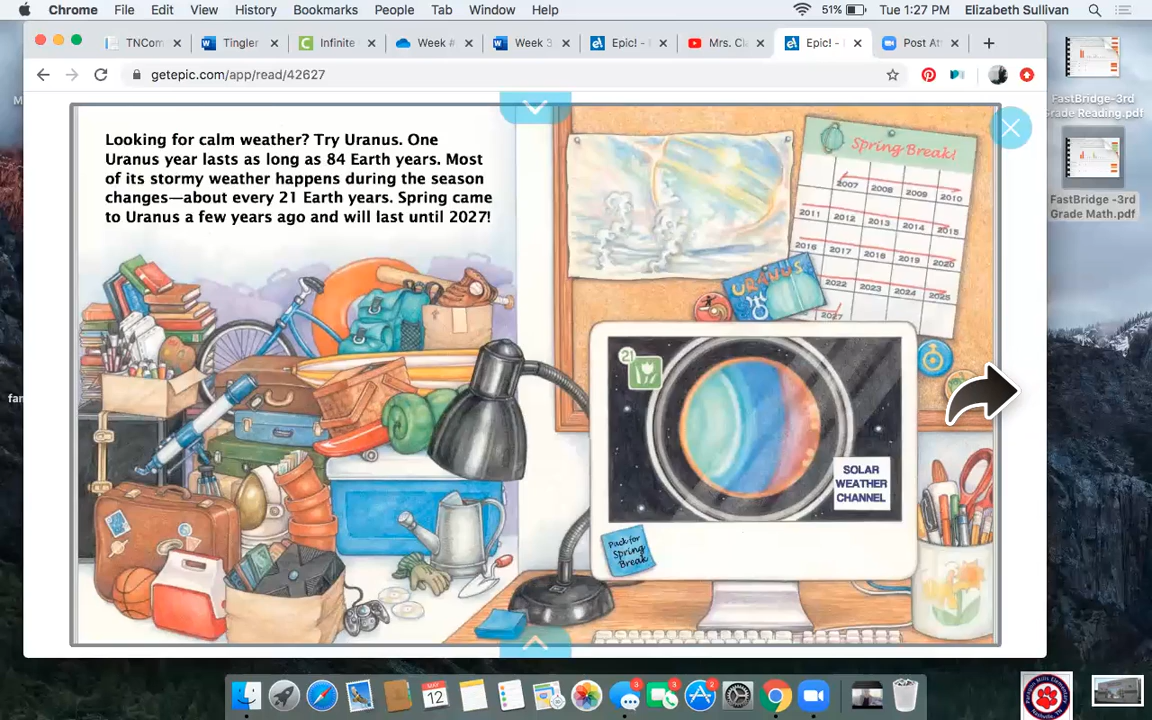 Chrome File Edit View History Bookmarks People Tab Window Help 51% Tue 1:27 PM Elizabeth Sullivan
TNCom Tingler Infinite Week # Week 3 Epic! - Mrs. Cl Epic! - Post At
getepic.com/app/read/42627
FastBridge-3rd
Grade Reading.pdf
FastBridge -3rd
Grade Math.pdf
Looking for calm weather? Try Uranus. One
Uranus year lasts as long as 84 Earth years. Most
of its stormy weather happens during the season
changes—about every 21 Earth years. Spring came
to Uranus a few years ago and will last until 2027!
Spring Break!
2007 2008 2009 2010
2011 2012 2013 2014 2015
2016 2017 2018 2019 2020
2022 2023 2024 2025
2027
URANUS
21
SOLAR
WEATHER
CHANNEL
Pack for
Spring
Break
MAY
12
3 3 2